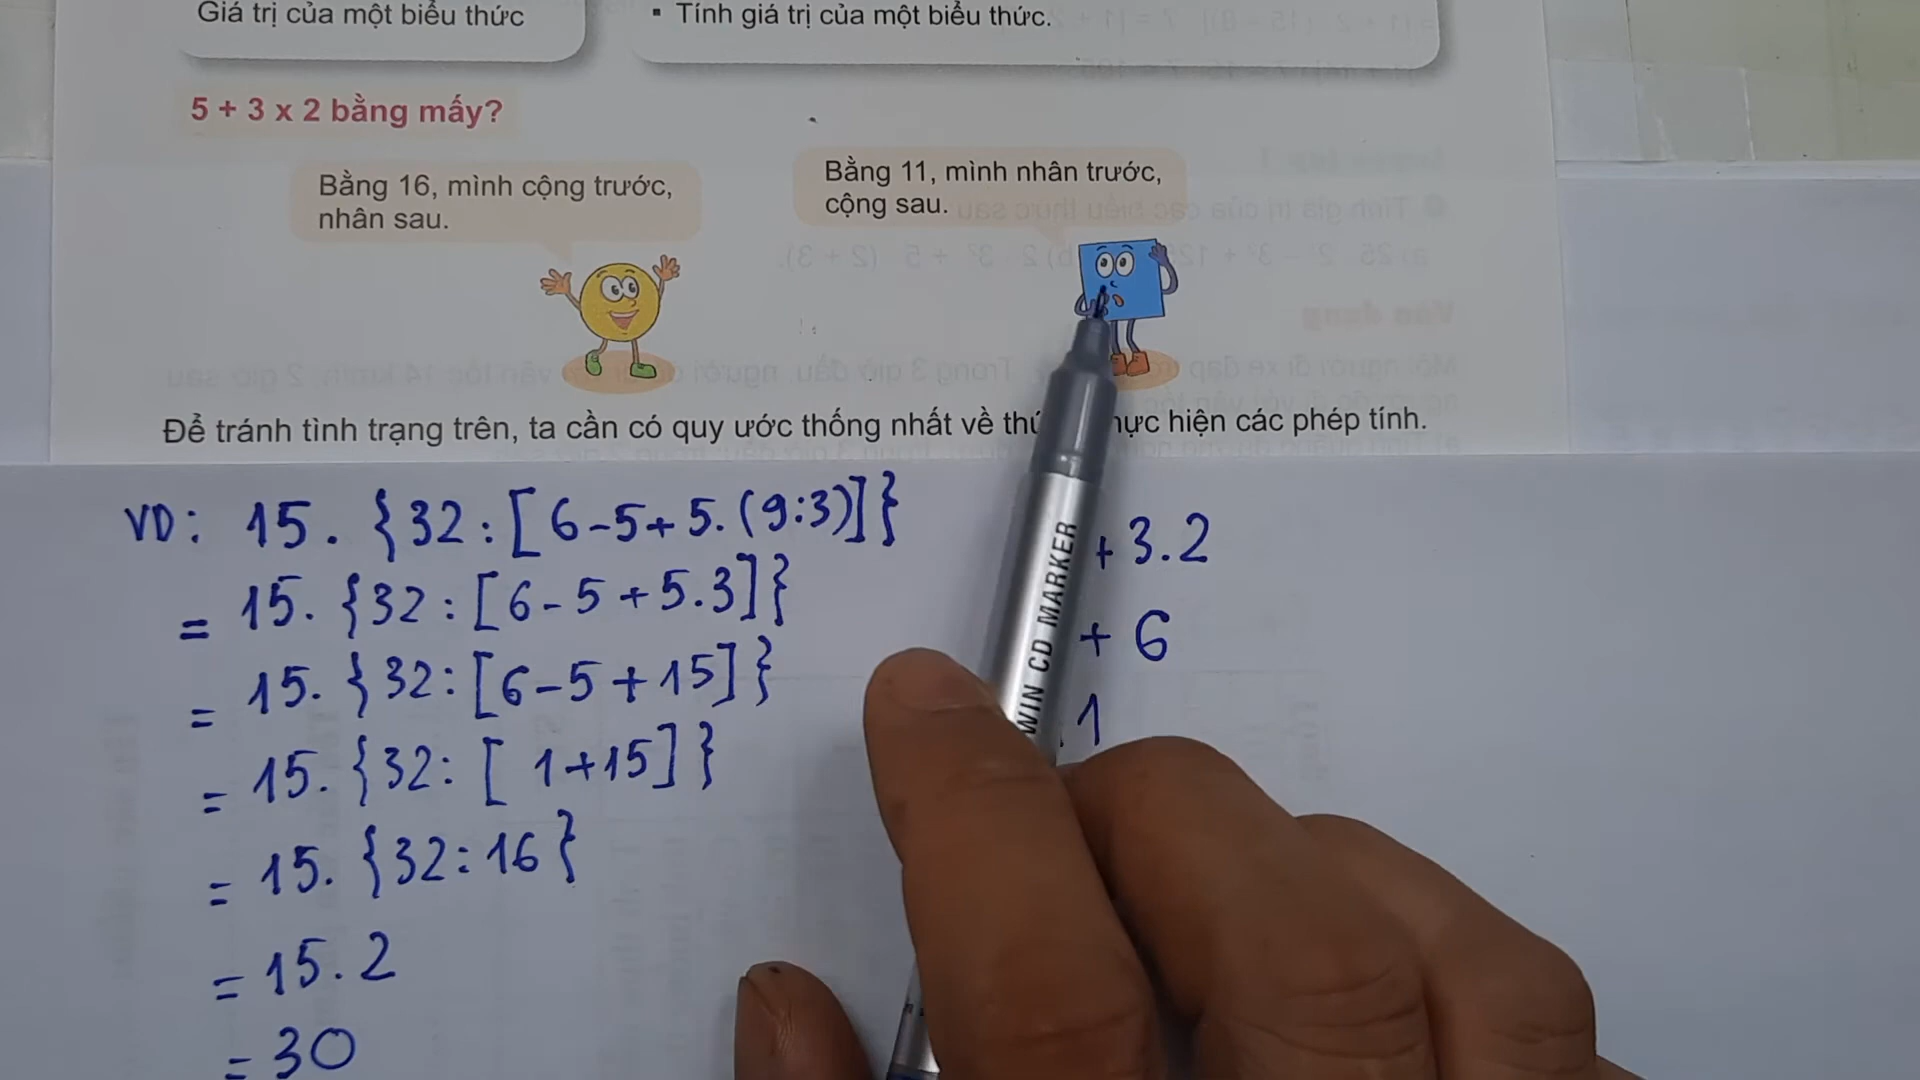 Giá trị của một biểu thức
▪ Tính giá trị của một biểu thức.
5 + 3 x 2 bằng mấy?
Bằng 16, mình cộng trước,
nhân sau.
Bằng 11, mình nhân trước,
cộng sau.
Để tránh tình trạng trên, ta cần có quy ước thống nhất về thứ hực hiện các phép tính.
VD: 15. {32 : [6 - 5 + 5. (9:3)]}
= 15. {32 : [6 - 5 + 5.3]}
= 15. {32 : [6 - 5 + 15]}
= 15. {32 : [1 + 15]}
= 15. {32 : 16}
= 15. 2
= 30
+ 3.2
+ 6
1
WIN CD MARKER